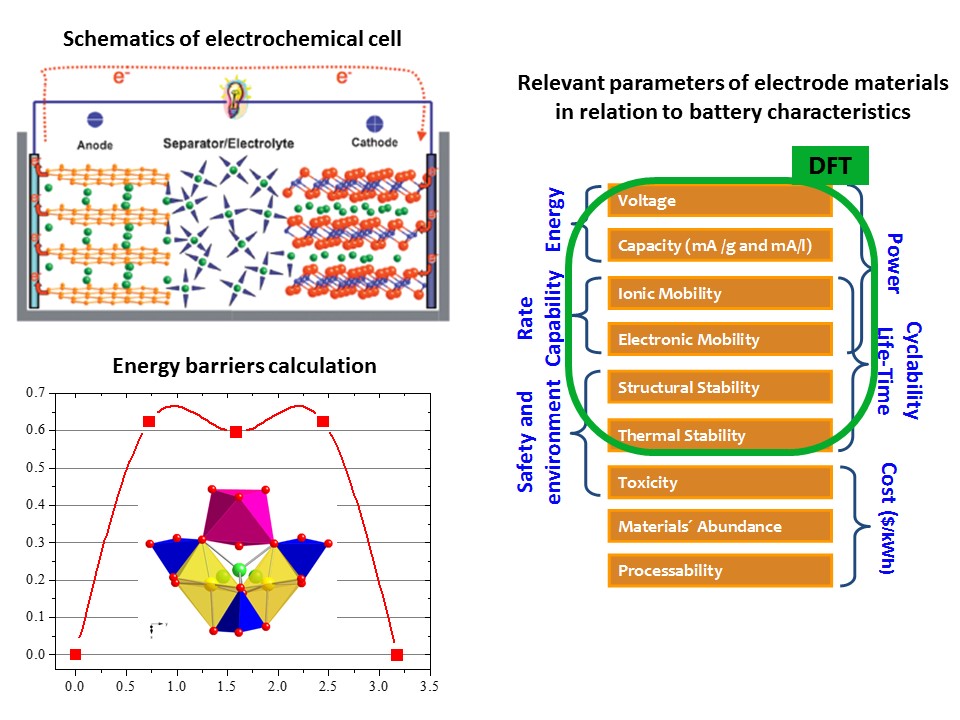 Schematics of electrochemical cell
e⁻
e⁻
Anode
Separator/Electrolyte
Cathode
Energy barriers calculation
0.7
0.6
0.5
0.4
0.3
0.2
0.1
0.0
0.0 0.5 1.0 1.5 2.0 2.5 3.0 3.5
Relevant parameters of electrode materials
in relation to battery characteristics
DFT
Energy
Rate
Capability
Safety and
environment
Voltage
Capacity (mA /g and mA/l)
Ionic Mobility
Electronic Mobility
Structural Stability
Thermal Stability
Toxicity
Materials´ Abundance
Processability
Power
Cyclability
Life-Time
Cost ($/kWh)